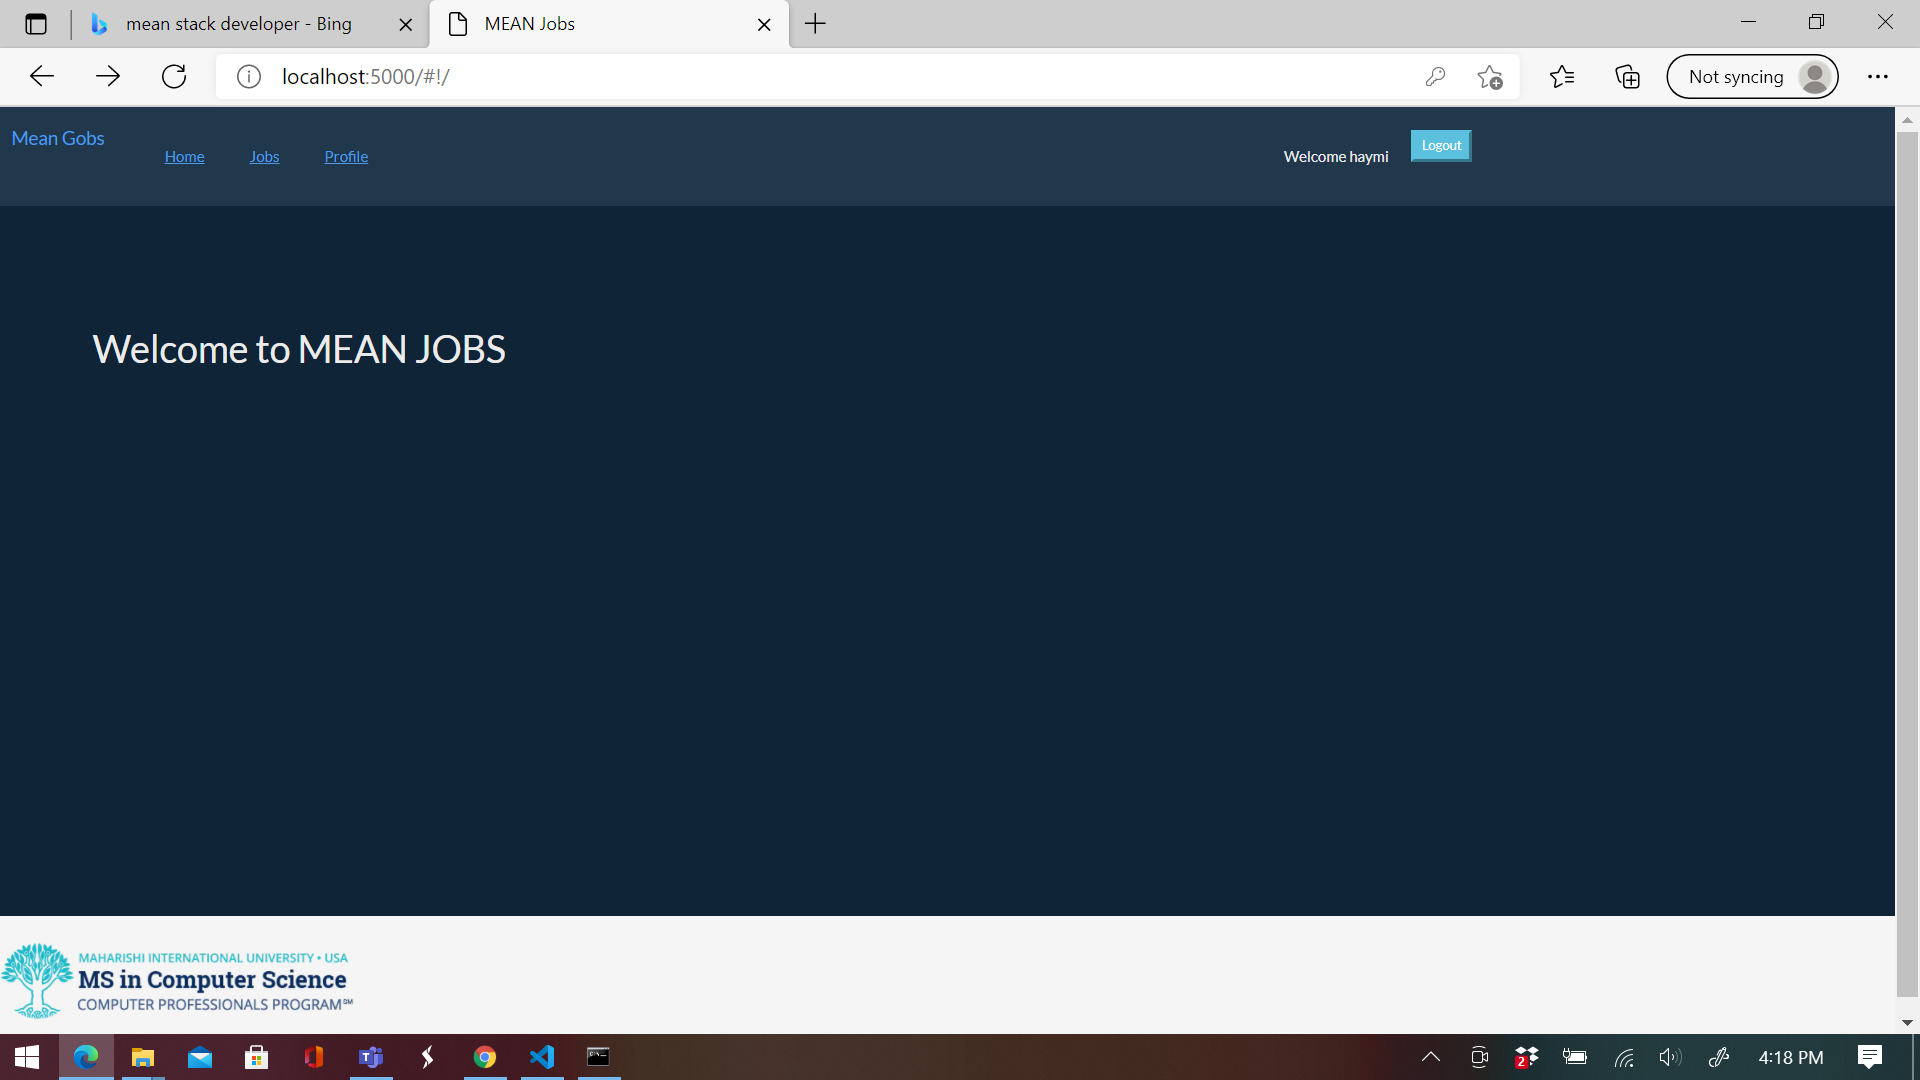 mean stack developer - Bing
MEAN Jobs
localhost:5000/#!/
Not syncing
Mean Gobs
Home
Jobs
Profile
Welcome haymi
Logout
Welcome to MEAN JOBS
MAHARISHI INTERNATIONAL UNIVERSITY • USA
MS in Computer Science
COMPUTER PROFESSIONALS PROGRAM℠
2
4:18 PM